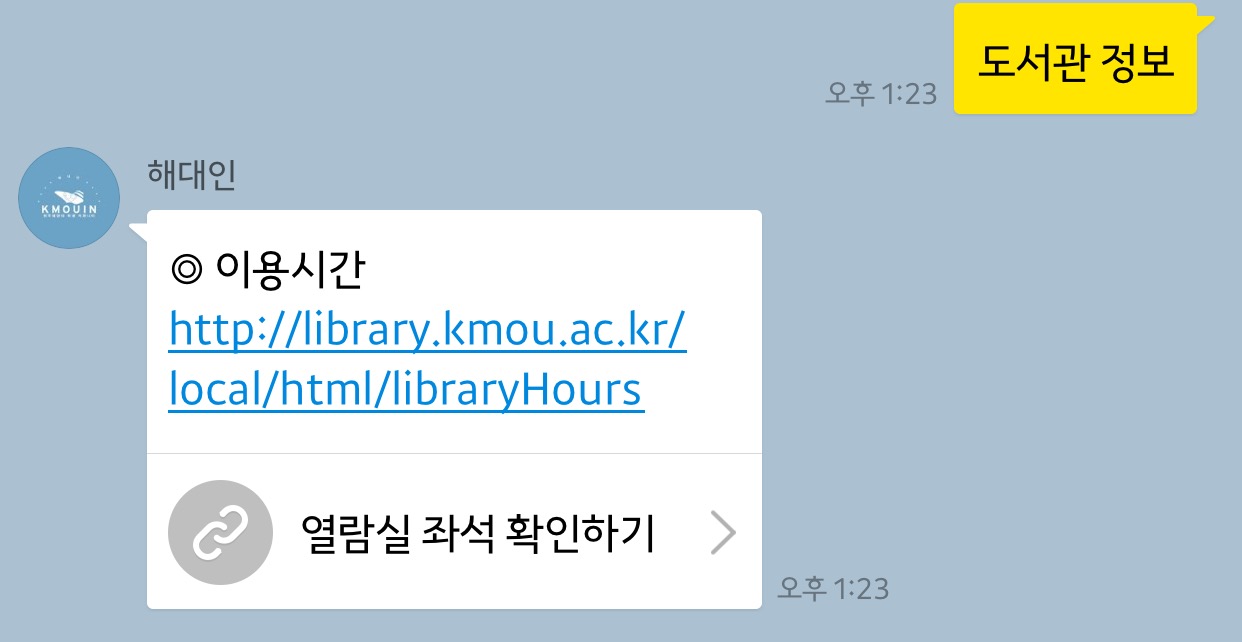 도서관 정보
오후 1:23
해대인
KMOUIN
◎ 이용시간
http://library.kmou.ac.kr/
local/html/libraryHours
열람실 좌석 확인하기
오후 1:23